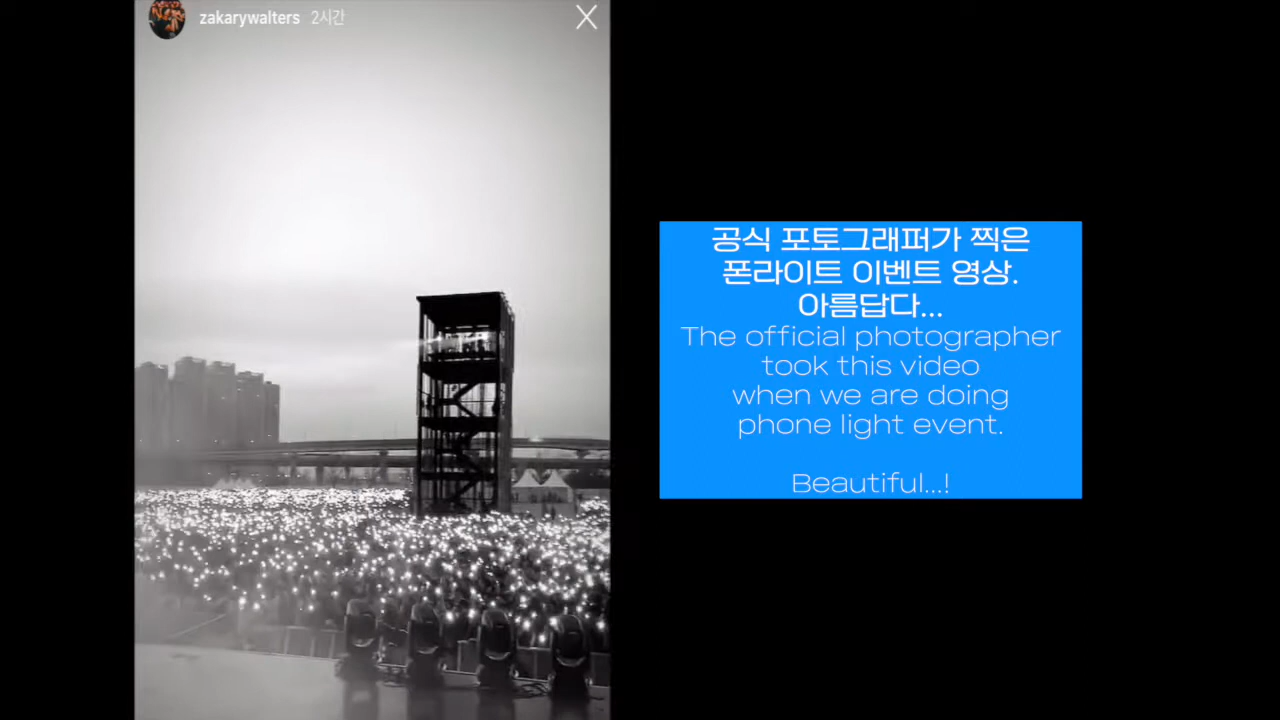 zakarywalters 2시간
공식 포토그래퍼가 찍은
폰라이트 이벤트 영상.
아름답다...
The official photographer
took this video
when we are doing
phone light event.
Beautiful...!